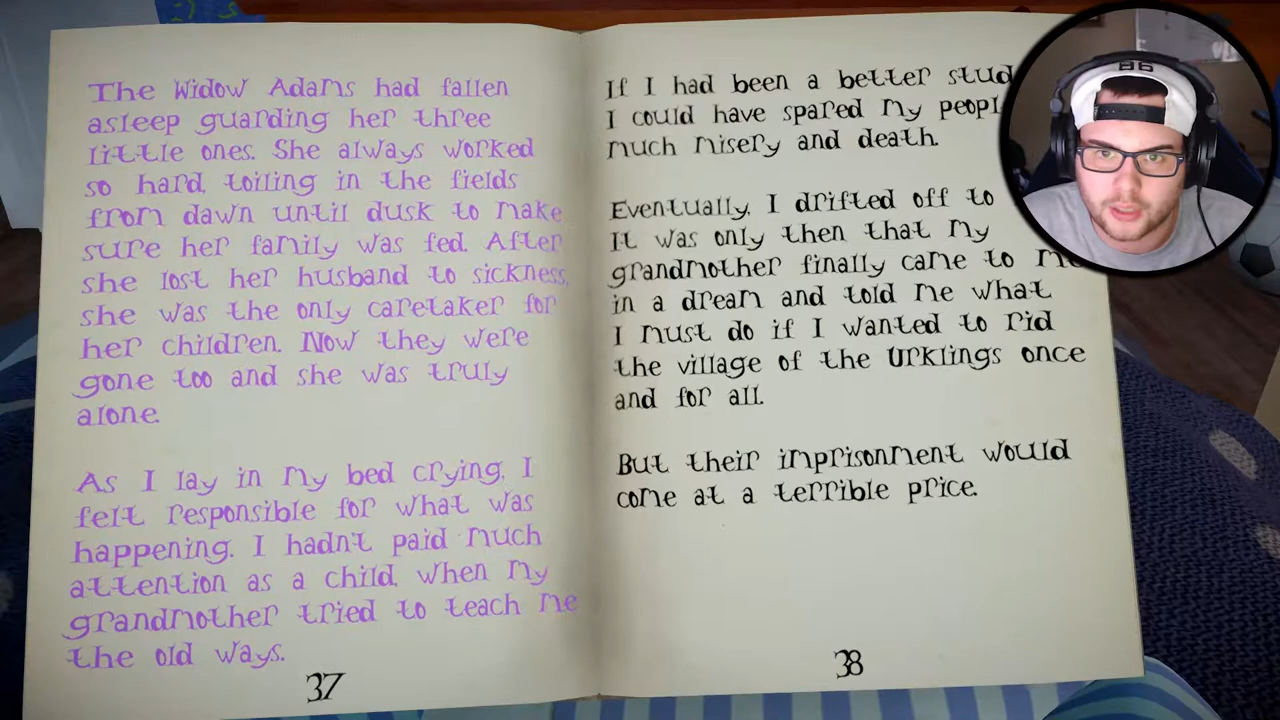 The Widow Adams had fallen
asleep guarding her three
little ones. She always worked
so hard, toiling in the fields
from dawn until dusk to make
sure her family was fed. After
she lost her husband to sickness,
she was the only caretaker for
her children. Now they were
gone too and she was truly
alone.
As I lay in my bed crying, I
felt responsible for what was
happening. I hadn't paid much
attention as a child, when my
grandmother tried to teach me
the old ways.
37
If I had been a better
I could have spared my
much misery and death.
Eventually, I drifted off to
It was only then that my
grandmother finally came to
in a dream and told me what
I must do if I wanted to rid
the village of the Urklings once
and for all.
But their imprisonment would
come at a terrible price.
38